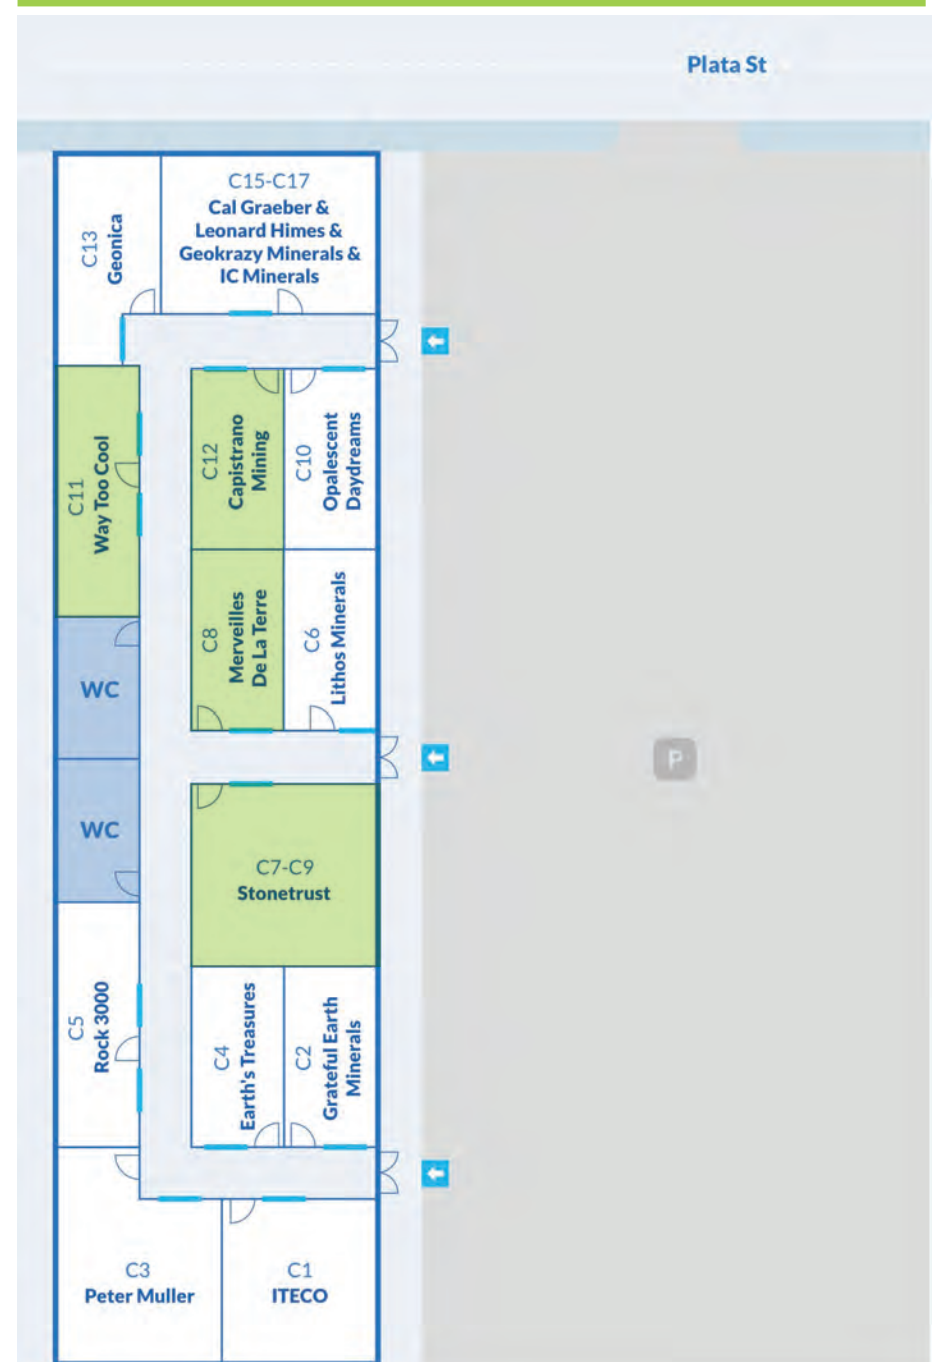 Plata St
C15-C17
Cal Graeber &
Leonard Himes &
Geokrazy Minerals &
IC Minerals
C13
Geonica
C12
Capistrano
Mining
C10
Opalescent
Daydreams
C11
Way Too Cool
C8
Merveilles
De La Terre
C6
Lithos Minerals
WC
P
WC
C7-C9
Stonetrust
C5
Rock 3000
C4
Earth's Treasures
C2
Grateful Earth
Minerals
C3
Peter Muller
C1
ITECO